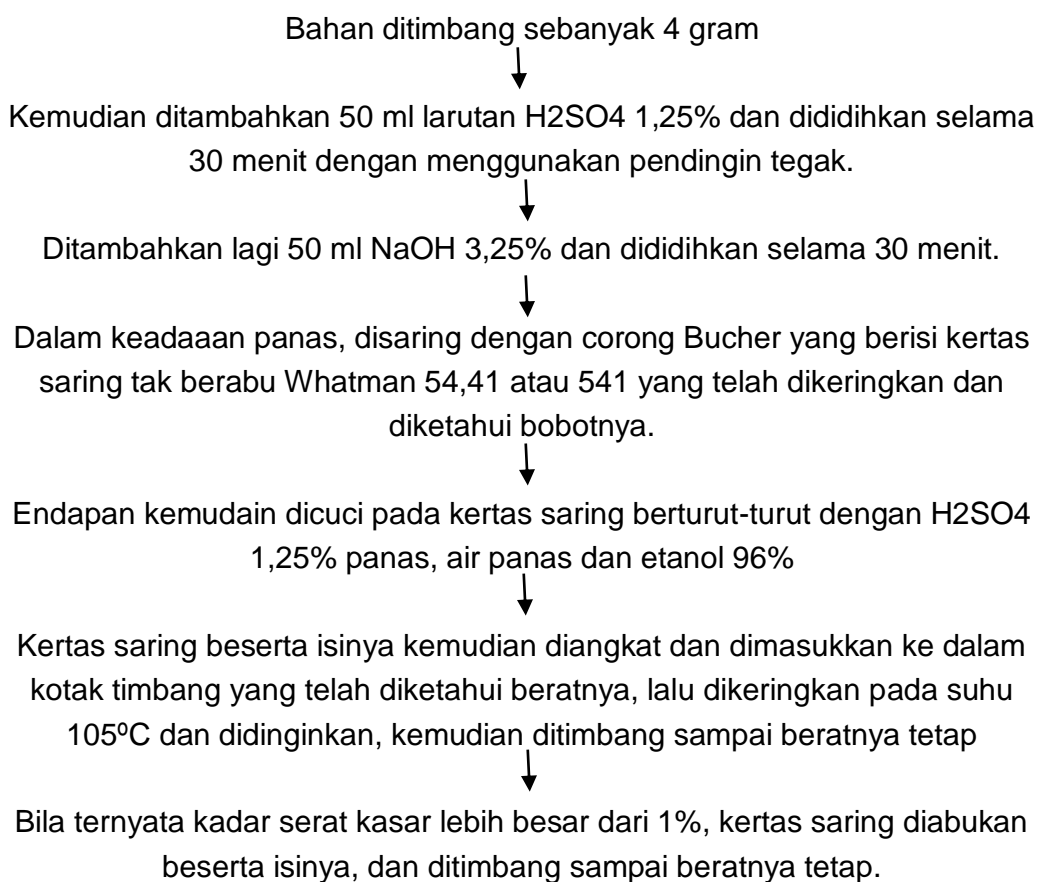 Bahan ditimbang sebanyak 4 gram
Kemudian ditambahkan 50 ml larutan H2SO4 1,25% dan dididihkan selama
30 menit dengan menggunakan pendingin tegak.
Ditambahkan lagi 50 ml NaOH 3,25% dan dididihkan selama 30 menit.
Dalam keadaaan panas, disaring dengan corong Bucher yang berisi kertas
saring tak berabu Whatman 54,41 atau 541 yang telah dikeringkan dan
diketahui bobotnya.
Endapan kemudain dicuci pada kertas saring berturut-turut dengan H2SO4
1,25% panas, air panas dan etanol 96%
Kertas saring beserta isinya kemudian diangkat dan dimasukkan ke dalam
kotak timbang yang telah diketahui beratnya, lalu dikeringkan pada suhu
105⁰C dan didinginkan, kemudian ditimbang sampai beratnya tetap
Bila ternyata kadar serat kasar lebih besar dari 1%, kertas saring diabukan
beserta isinya, dan ditimbang sampai beratnya tetap.